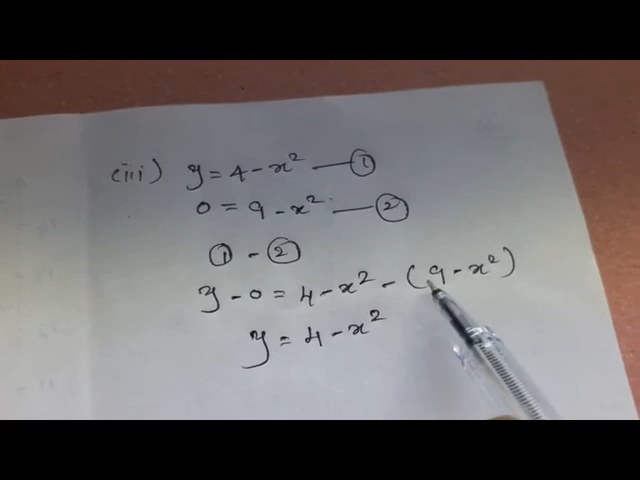 (iii) y = 4 - x² — ①
0 = 9 - x² — ②
① - ②
y - 0 = 4 - x² - (9 - x²)
y = 4 - x²